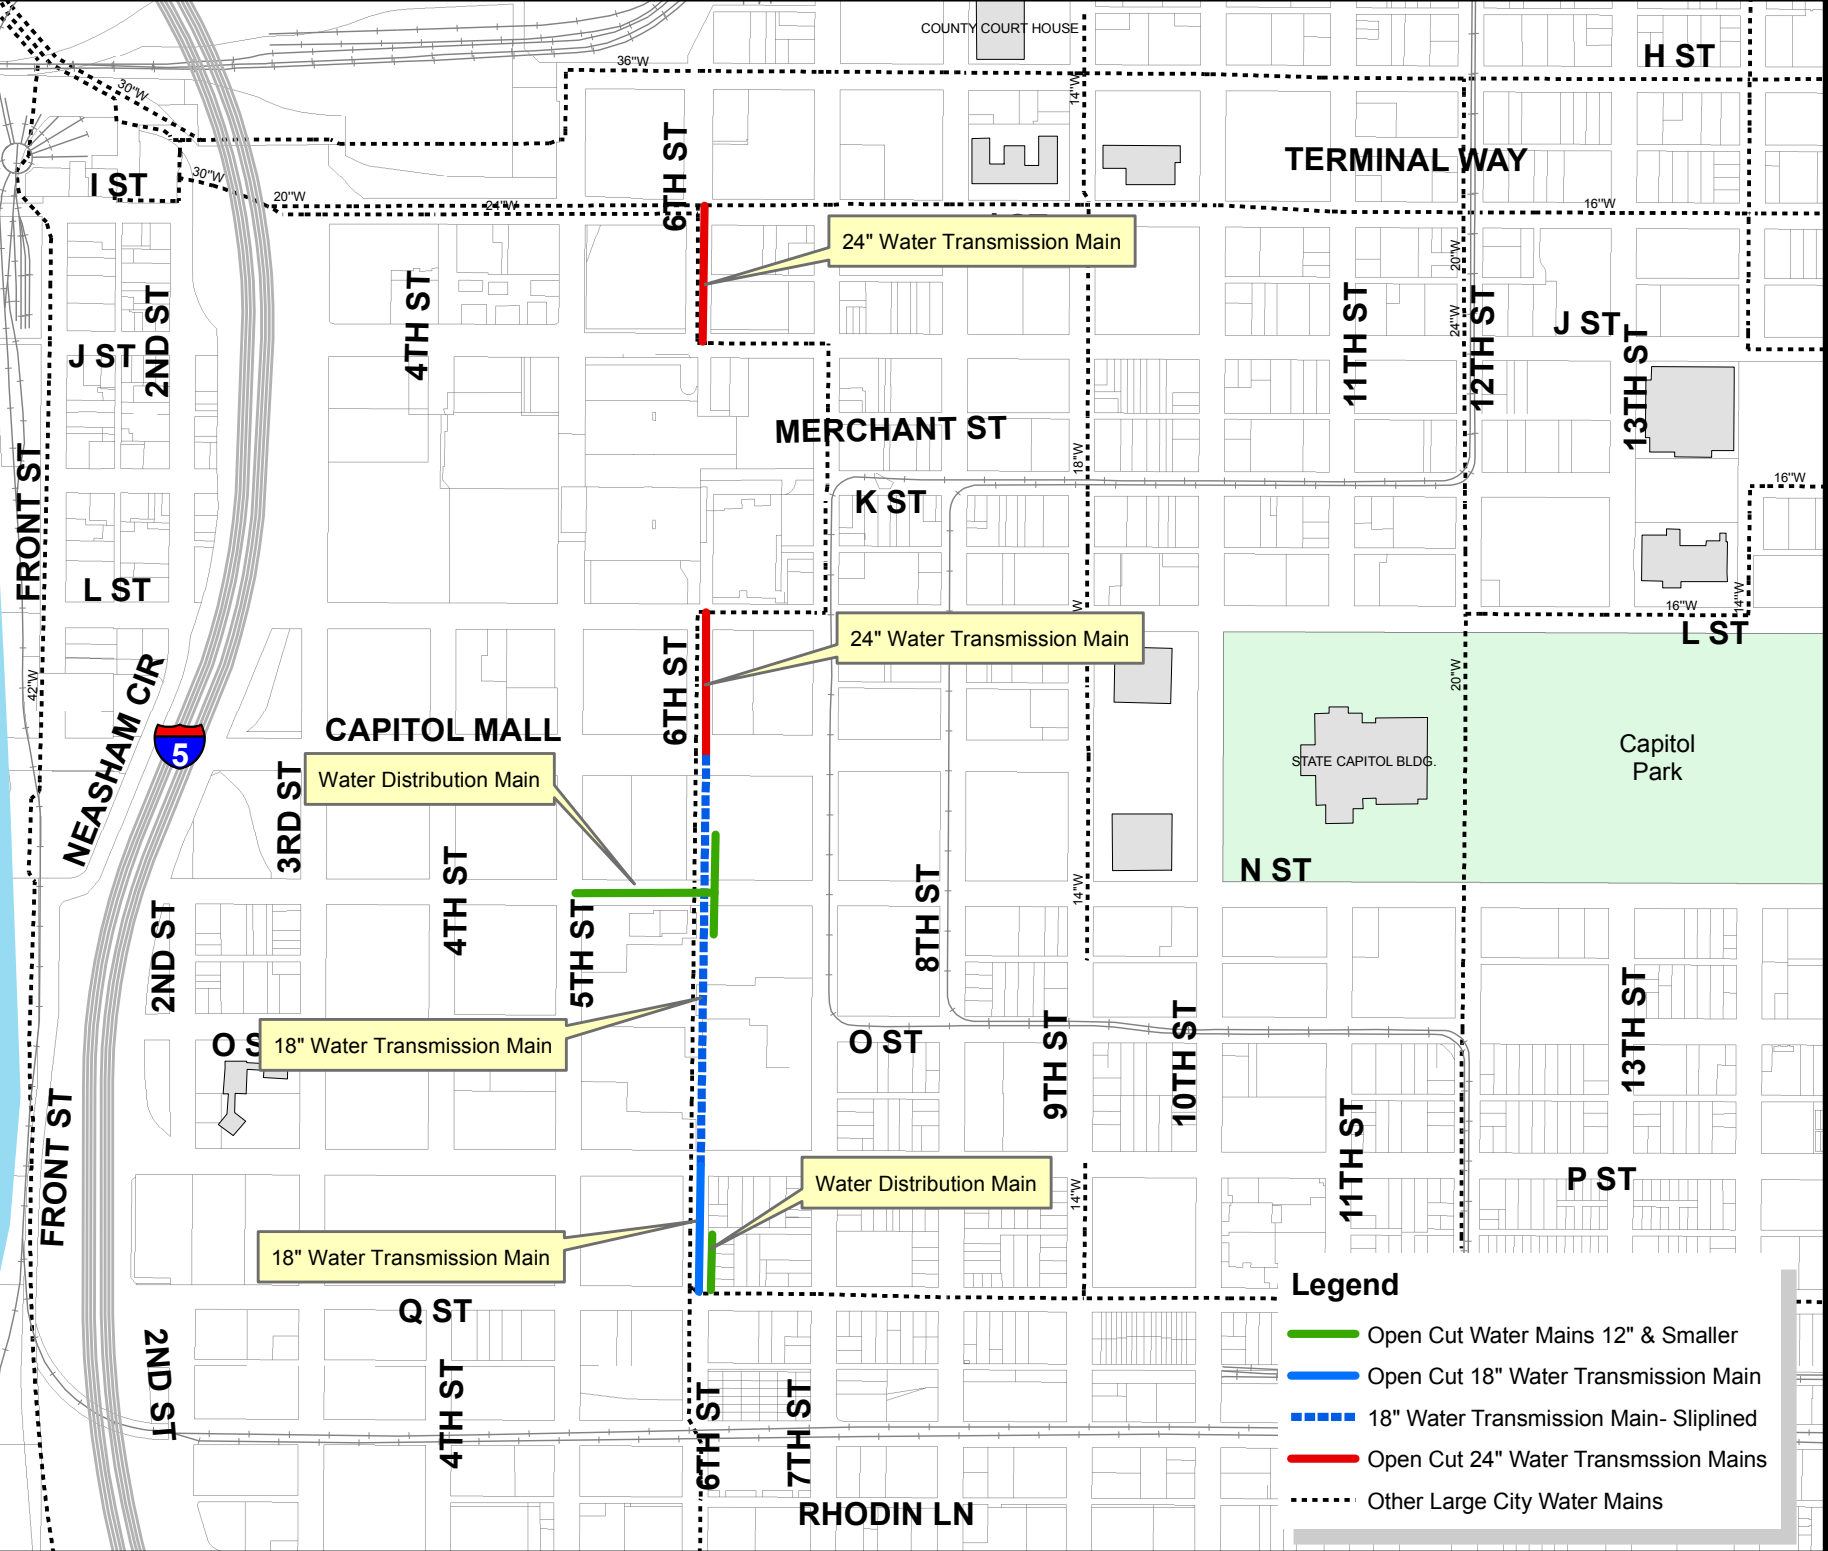 COUNTY COURT HOUSE
H ST
36"W
30"W
14"W
6TH ST
TERMINAL WAY
I ST
30"W
20"W
24"W
16"W
24" Water Transmission Main
20"W
2ND ST
4TH ST
11TH ST
12TH ST
24"W
J ST
13TH ST
J ST
MERCHANT ST
18"W
16"W
K ST
FRONT ST
L ST
14"W
16"W
L ST
24" Water Transmission Main
6TH ST
42"W
20"W
NEASHAM CIR
CAPITOL MALL
5
Capitol
Park
STATE CAPITOL BLDG.
Water Distribution Main
3RD ST
N ST
14"W
4TH ST
8TH ST
2ND ST
5TH ST
13TH ST
O S
18" Water Transmission Main
O ST
9TH ST
10TH ST
FRONT ST
11TH ST
P ST
Water Distribution Main
14"W
18" Water Transmission Main
Q ST
2ND ST
4TH ST
6TH ST
7TH ST
RHODIN LN
Legend
Open Cut Water Mains 12" & Smaller
Open Cut 18" Water Transmission Main
18" Water Transmission Main- Sliplined
Open Cut 24" Water Transmssion Mains
Other Large City Water Mains